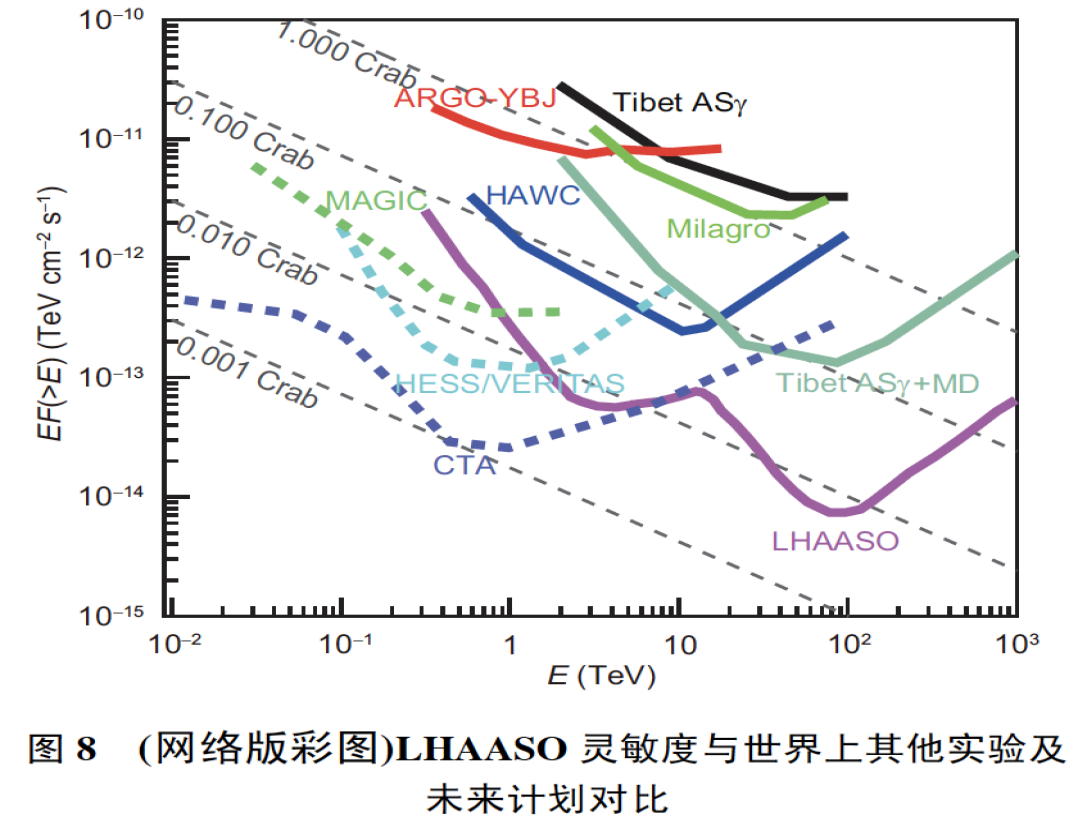 10⁻¹⁰
10⁻¹¹
10⁻¹²
10⁻¹³
10⁻¹⁴
10⁻¹⁵
EF(>E) (TeV cm⁻² s⁻¹)
1.000 Crab
0.100 Crab
0.010 Crab
0.001 Crab
ARGO-YBJ
Tibet ASγ
MAGIC
HAWC
Milagro
HESS/VERITAS
Tibet ASγ+MD
CTA
LHAASO
10⁻² 10⁻¹ 1 10 10² 10³
E (TeV)
图 8 (网络版彩图)LHAASO 灵敏度与世界上其他实验及
未来计划对比